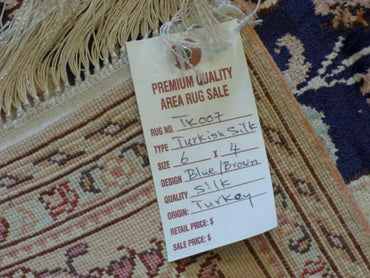 PREMIUM QUALITY
AREA RUG SALE
RUG NO. TK007
TYPE Turkish Silk
SIZE 6 x 4
DESIGN Blue/Brown
QUALITY Silk
ORIGIN: Turkey
RETAIL PRICE: $
SALE PRICE: $